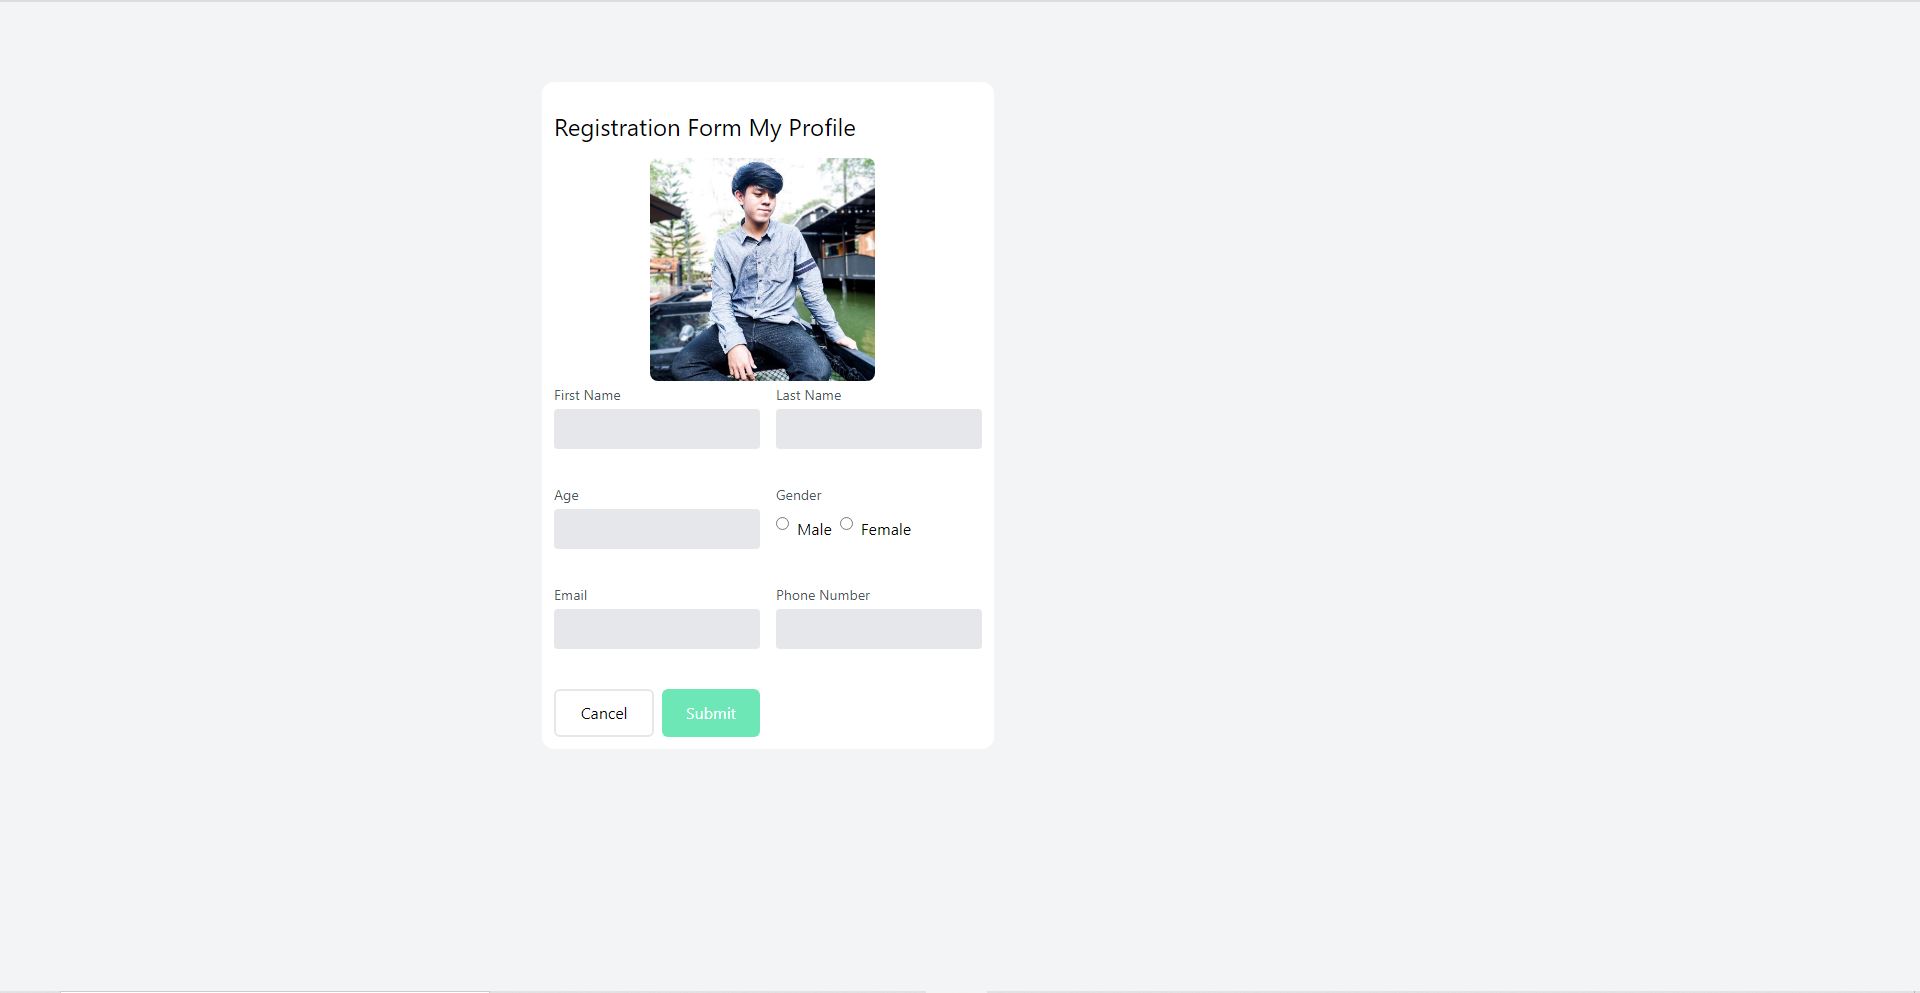 Registration Form My Profile
First Name Last Name
Age Gender
Male Female
Email Phone Number
Cancel Submit